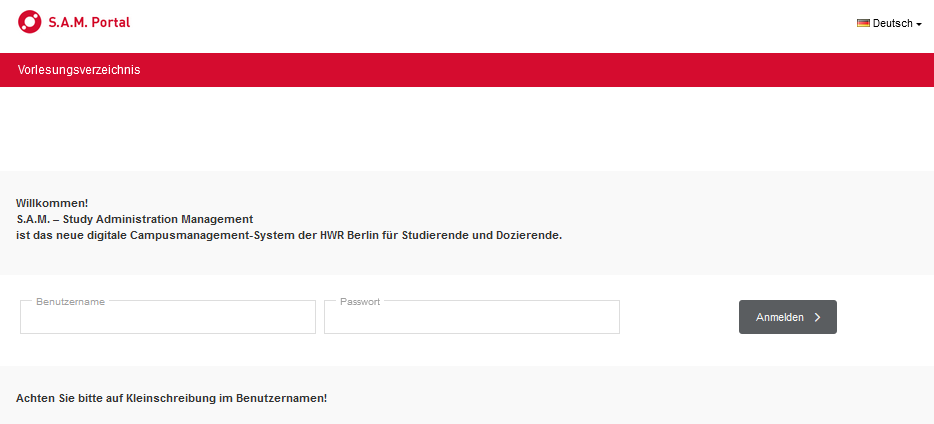 S.A.M. Portal
Deutsch
Vorlesungsverzeichnis
Willkommen!
S.A.M. – Study Administration Management
ist das neue digitale Campusmanagement-System der HWR Berlin für Studierende und Dozierende.
Benutzername
Passwort
Anmelden
Achten Sie bitte auf Kleinschreibung im Benutzernamen!